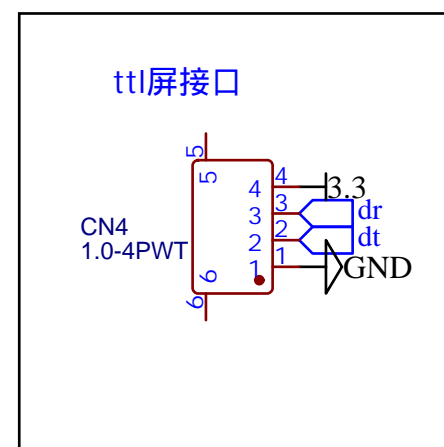 ttl屏接口
5
5
4 4 3.3
3 3 dr
CN4
2 2 dt
1.0-4PWT
1 1 GND
6
6